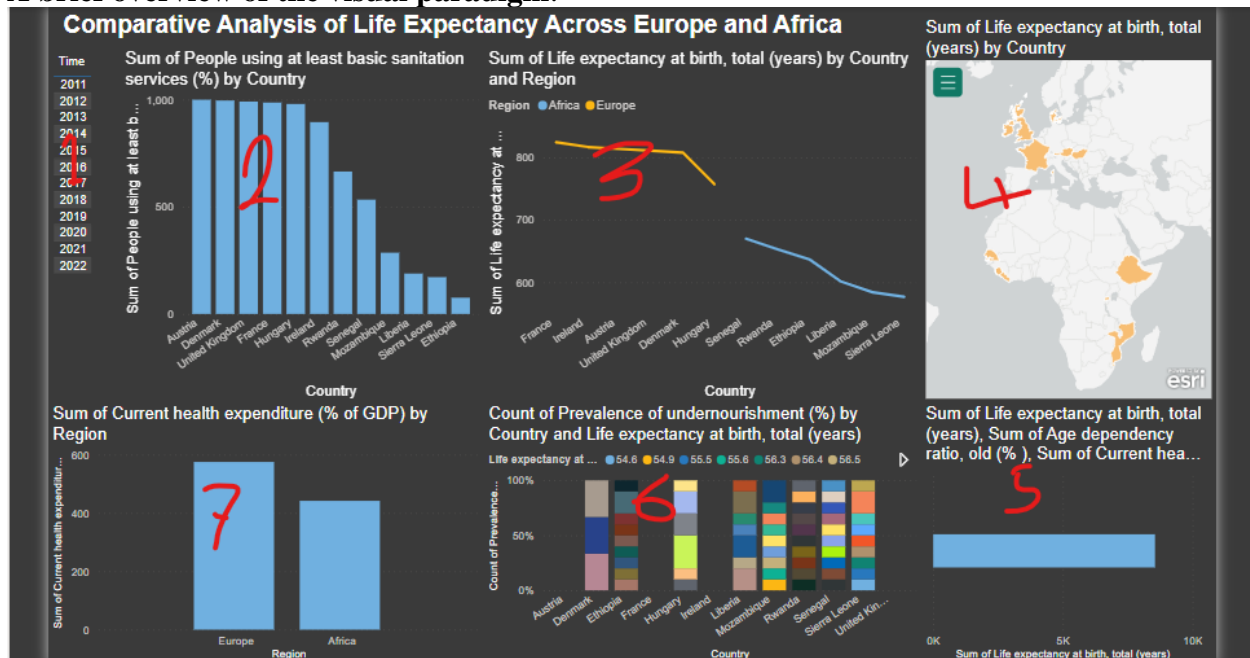 A brief overview of the visual paradigm:
Comparative Analysis of Life Expectancy Across Europe and Africa
Time
2011
2012
2013
2014
2015
2016
2017
2018
2019
2020
2021
2022
1
Sum of People using at least basic sanitation
services (%) by Country
Sum of People using at least b...
1,000
500
0
2
Austria
Denmark
United Kingdom
France
Hungary
Ireland
Rwanda
Senegal
Mozambique
Liberia
Sierra Leone
Ethiopia
Country
Sum of Life expectancy at birth, total (years) by Country
and Region
Region Africa Europe
Sum of Life expectancy at ...
800
700
600
3
France
Ireland
Austria
United Kingdom
Denmark
Hungary
Senegal
Rwanda
Ethiopia
Liberia
Mozambique
Sierra Leone
Country
Sum of Life expectancy at birth, total
(years) by Country
4
esri
Sum of Current health expenditure (% of GDP) by
Region
Sum of Current health expenditur...
600
400
200
0
7
Europe
Africa
Region
Count of Prevalence of undernourishment (%) by
Country and Life expectancy at birth, total (years)
Life expectancy at ... 54.6 54.9 55.5 55.6 56.3 56.4 56.5
Count of Prevalence...
100%
50%
0%
6
Austria
Denmark
Ethiopia
France
Hungary
Ireland
Liberia
Mozambique
Rwanda
Senegal
Sierra Leone
United Kin...
Country
Sum of Life expectancy at birth, total
(years), Sum of Age dependency
ratio, old (% ), Sum of Current hea...
5
0K
5K
10K
Sum of Life expectancy at birth, total (years)